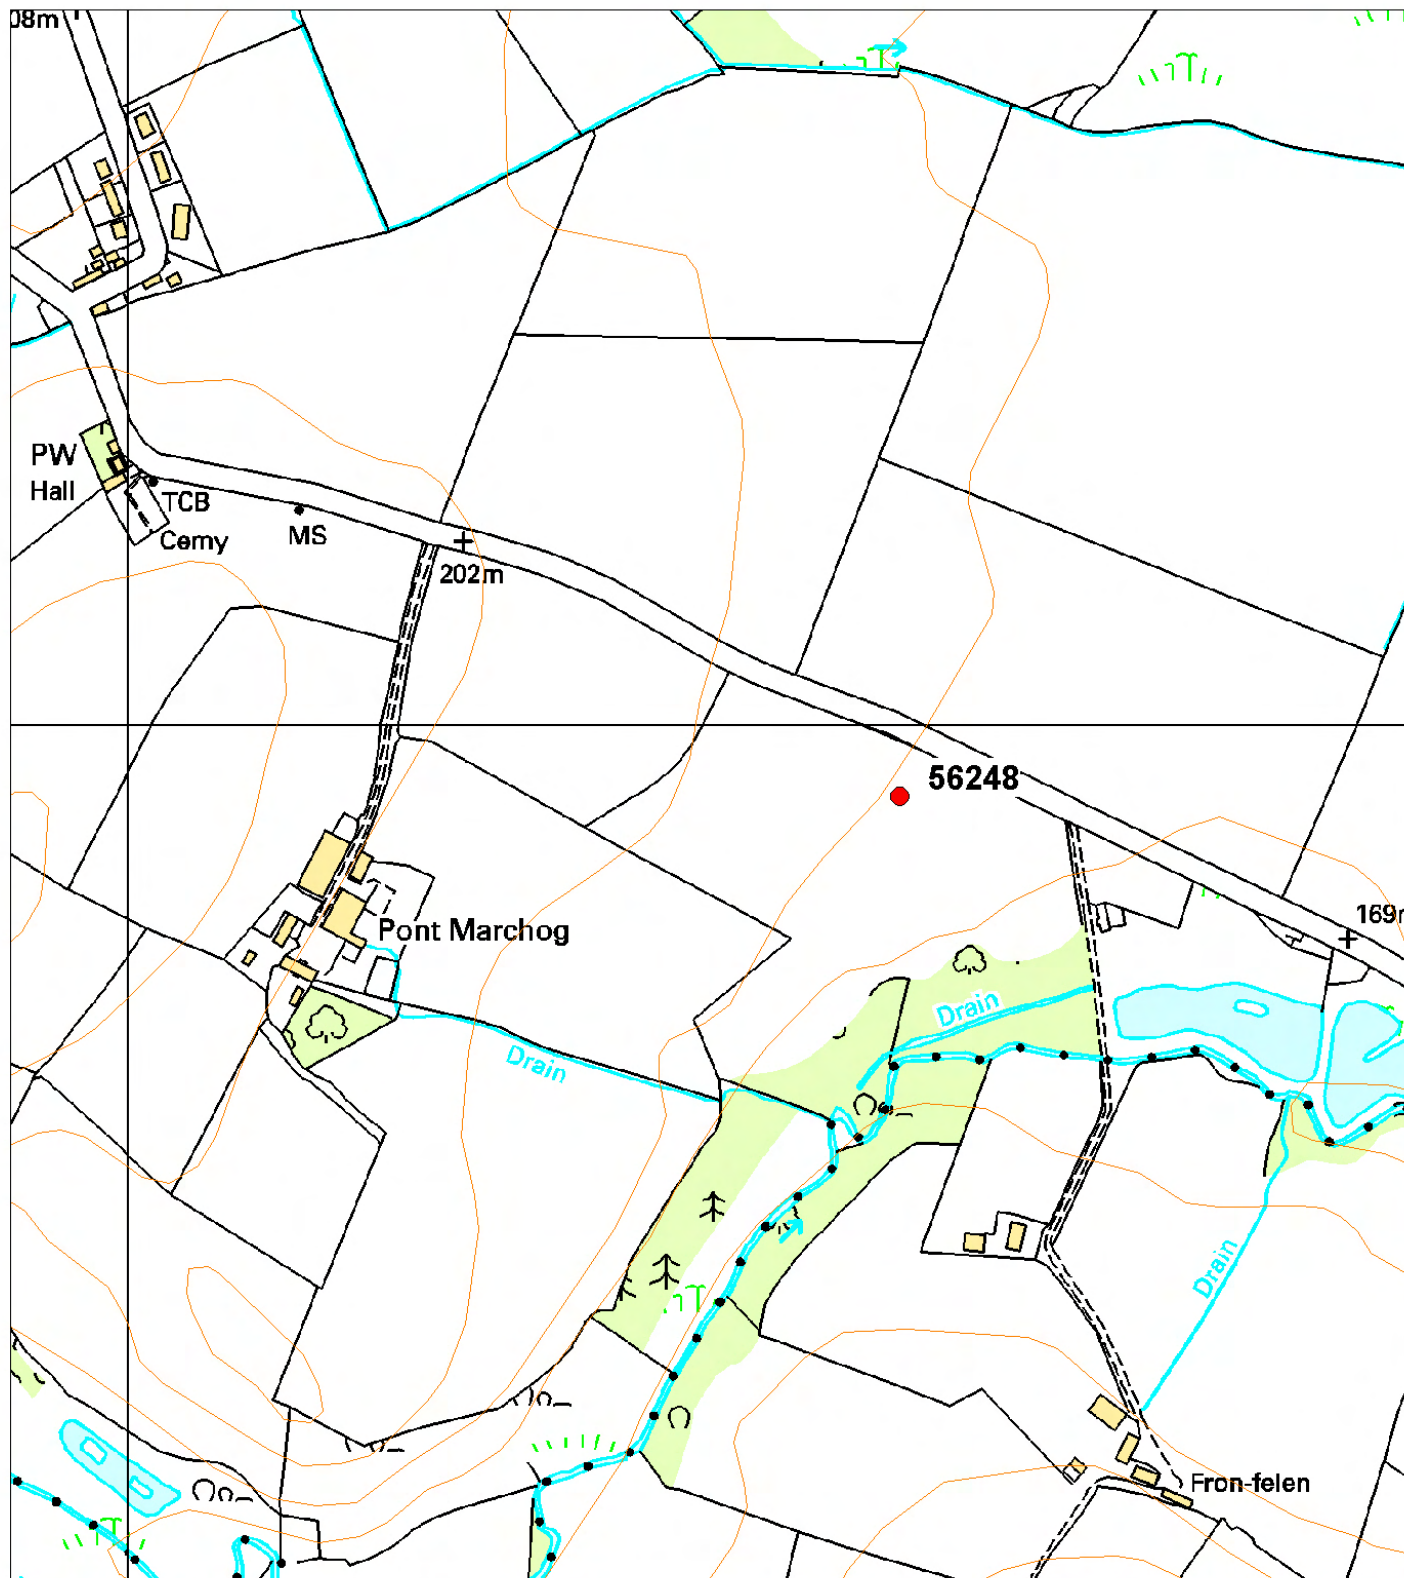 08m
PW
Hall
TCB
Cemy
MS
202m
56248
169m
Pont Marchog
Drain
Drain
Drain
Fron-felen